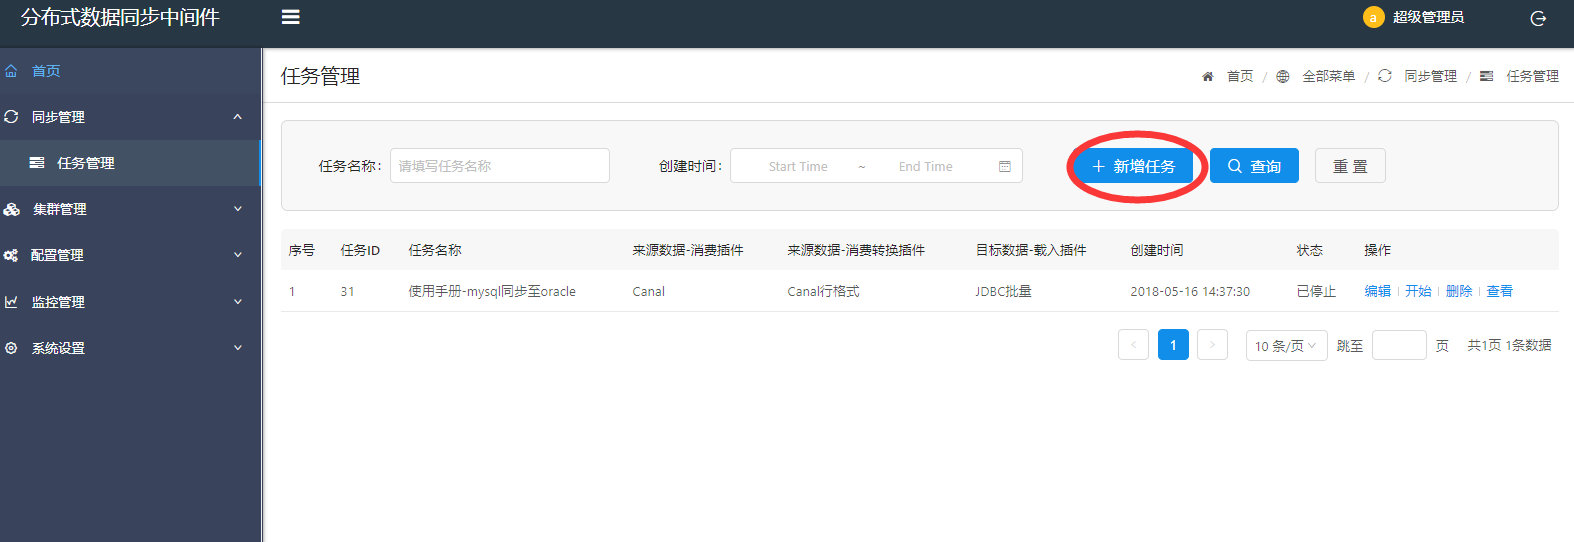 分布式数据同步中间件
a 超级管理员
首页
同步管理
任务管理
集群管理
配置管理
监控管理
系统设置
任务管理
首页 / 全部菜单 / 同步管理 / 任务管理
任务名称: 请填写任务名称 创建时间: Start Time ~ End Time + 新增任务 查询 重 置
序号 任务ID 任务名称 来源数据-消费插件 来源数据-消费转换插件 目标数据-载入插件 创建时间 状态 操作
1 31 使用手册-mysql同步至oracle Canal Canal行格式 JDBC批量 2018-05-16 14:37:30 已停止 编辑 开始 删除 查看
< 1 > 10 条/页 跳至 页 共1页 1条数据